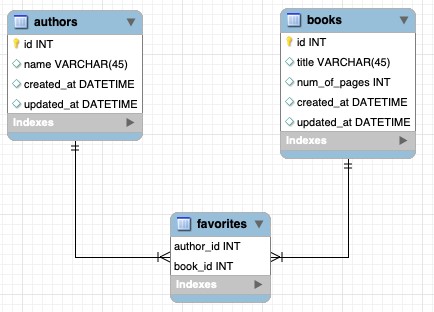 authors
id INT
name VARCHAR(45)
created_at DATETIME
updated_at DATETIME
Indexes
books
id INT
title VARCHAR(45)
num_of_pages INT
created_at DATETIME
updated_at DATETIME
Indexes
favorites
author_id INT
book_id INT
Indexes